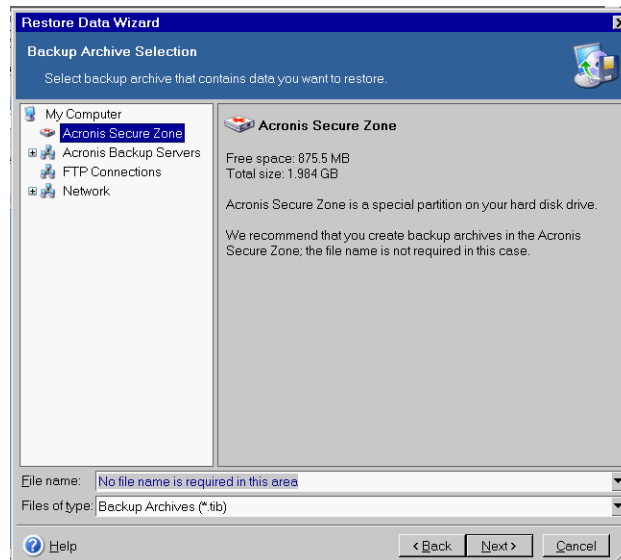 Restore Data Wizard
Backup Archive Selection
Select backup archive that contains data you want to restore.
My Computer
Acronis Secure Zone
Acronis Backup Servers
FTP Connections
Network
Acronis Secure Zone
Free space: 875.5 MB
Total size: 1.984 GB
Acronis Secure Zone is a special partition on your hard disk drive.
We recommend that you create backup archives in the Acronis
Secure Zone; the file name is not required in this case.
File name: No file name is required in this area
Files of type: Backup Archives (*.tib)
Help
< Back Next > Cancel